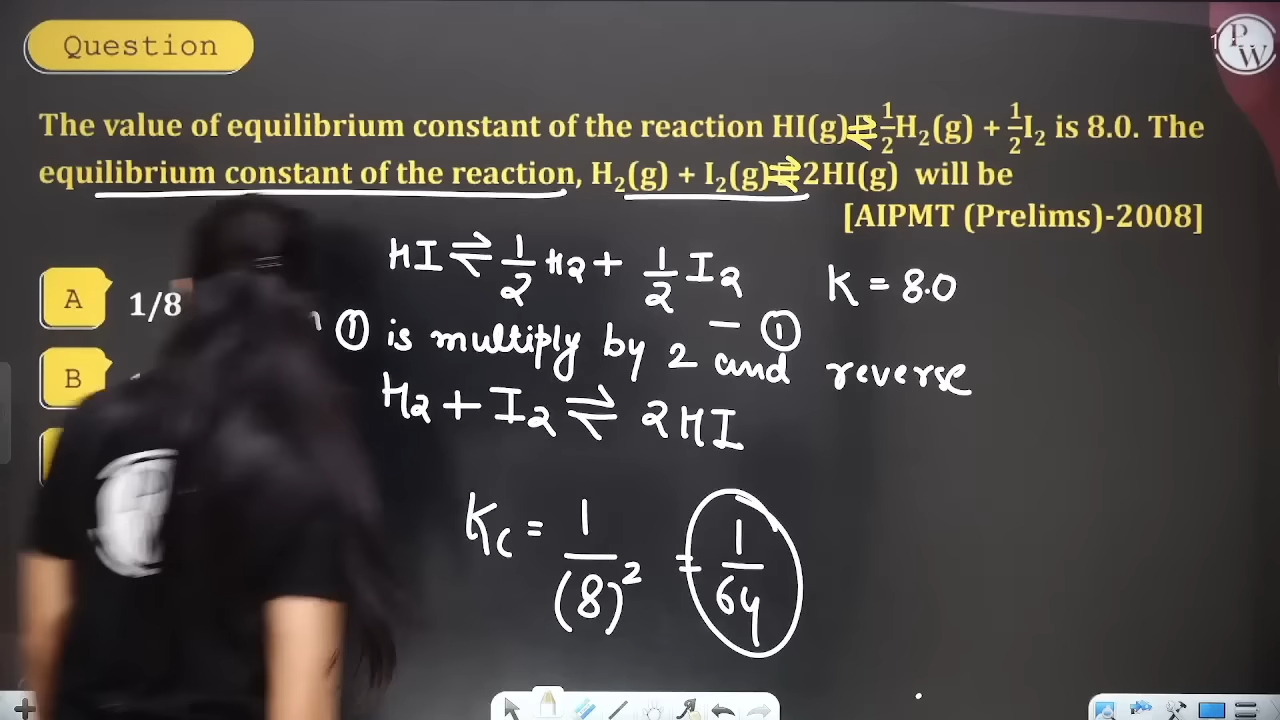 Question
The value of equilibrium constant of the reaction HI(g)⇌½H₂(g) + ½I₂ is 8.0. The
equilibrium constant of the reaction, H₂(g) + I₂(g)⇌2HI(g) will be
[AIPMT (Prelims)-2008]
HI ⇌ ½ H₂ + ½ I₂ K = 8.0
— ①
① is multiply by 2 and reverse
H₂ + I₂ ⇌ 2HI
A 1/8
B
Kc = 1/(8)² = 1/64
PW